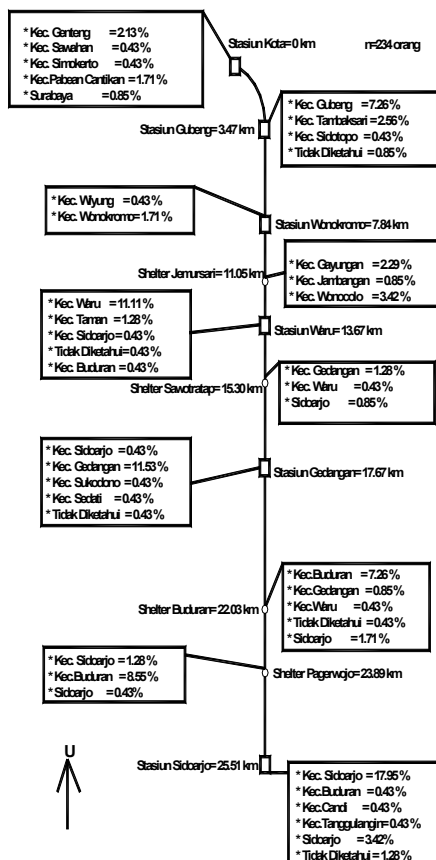 * Kec. Genteng = 2.13 %
* Kec. Sawahan = 0.43 %
* Kec. Simokerto = 0.43 %
* Kec.Pabean Cantikan = 1.71 %
* Surabaya = 0.85 %
Stasiun Kota= 0 km
n=234 orang
Stasiun Gubeng= 3.47 km
* Kec. Gubeng = 7.26 %
* Kec. Tambaksari = 2.56 %
* Kec. Sidotopo = 0.43 %
* Tidak Diketahui = 0.85 %
* Kec. Wiyung = 0.43 %
* Kec. Wonokromo = 1.71 %
Stasiun Wonokromo= 7.84 km
Shelter Jemursari= 11.05 km
* Kec. Gayungan = 2.29 %
* Kec. Jambangan = 0.85 %
* Kec. Wonocolo = 3.42 %
* Kec. Waru = 11.11 %
* Kec. Taman = 1.28 %
* Kec. Sidoarjo = 0.43 %
* Tidak Diketahui= 0.43 %
* Kec. Buduran = 0.43 %
Stasiun Waru= 13.67 km
Shelter Sawotratap= 15.30 km
* Kec. Gedangan = 1.28 %
* Kec. Waru = 0.43 %
* Sidoarjo = 0.85 %
* Kec. Sidoarjo = 0.43 %
* Kec. Gedangan = 11.53 %
* Kec. Sukodono = 0.43 %
* Kec. Sedati = 0.43 %
* Tidak Diketahui = 0.43 %
Stasiun Gedangan= 17.67 km
Shelter Buduran= 22.03 km
* Kec.Buduran = 7.26 %
* Kec.Gedangan = 0.85 %
* Kec.Waru = 0.43 %
* Tidak Diketahui = 0.43 %
* Sidoarjo = 1.71 %
* Kec. Sidoarjo = 1.28 %
* Kec.Buduran = 8.55 %
* Sidoarjo = 0.43%
Shelter Pagerwojo= 23.89 km
U
Stasiun Sidoarjo= 25.51 km
* Kec. Sidoarjo = 17.95 %
* Kec.Buduran = 0.43 %
* Kec.Candi = 0.43 %
* Kec.Tanggulangin= 0.43 %
* Sidoarjo = 3.42 %
* Tidak Diketahui = 1.28 %